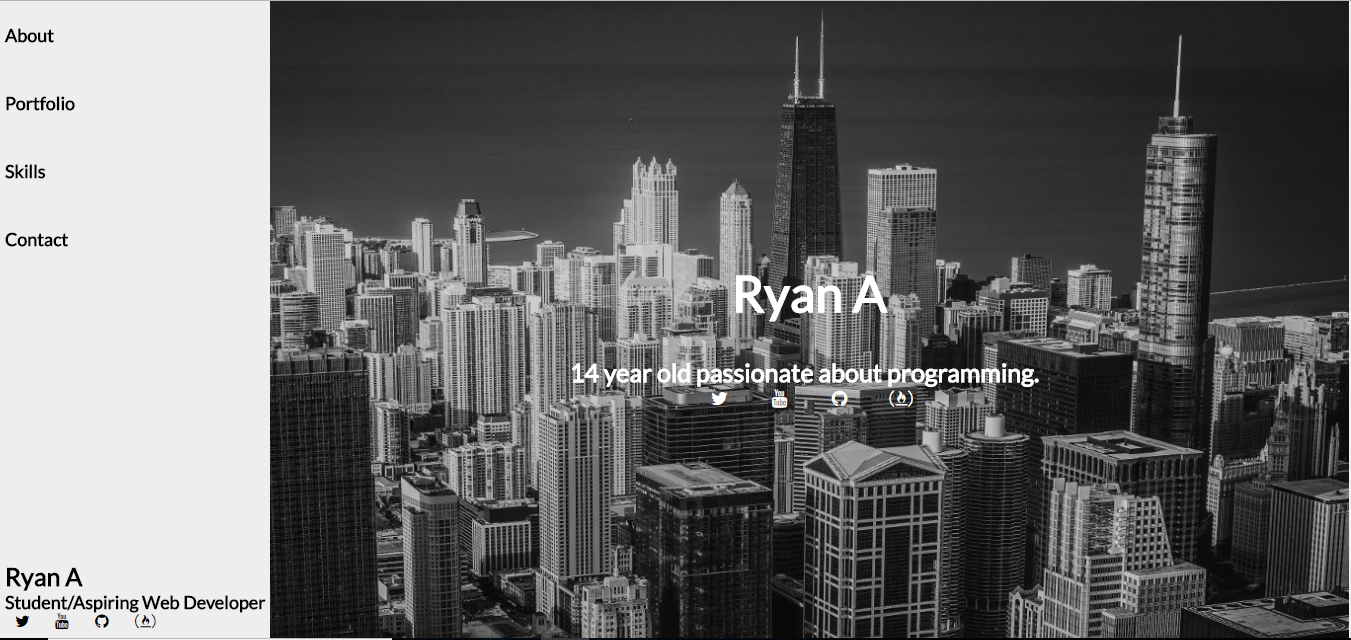 About
Portfolio
Skills
Contact
Ryan A
14 year old passionate about programming.
You
Tube
Ryan A
Student/Aspiring Web Developer
You
Tube